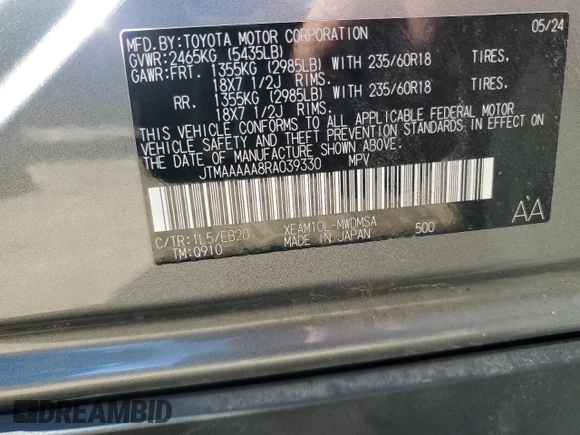 MFD.BY:TOYOTA MOTOR CORPORATION 05/24
GVWR:2465KG (5435LB)
GAWR:FRT. 1355KG (2985LB) WITH 235/60R18 TIRES.
18X7 1/2J RIMS.
RR. 1355KG (2985LB) WITH 235/60R18 TIRES.
18X7 1/2J RIMS.
THIS VEHICLE CONFORMS TO ALL APPLICABLE FEDERAL MOTOR
VEHICLE SAFETY AND THEFT PREVENTION STANDARDS IN EFFECT ON
THE DATE OF MANUFACTURE SHOWN ABOVE.
JTMAAAAA8RA039330 MPV
C/TR:1L5/EB20 XEAM10L-MWDMSA 500 AA
TM:Q910 MADE IN JAPAN
DREAMBID